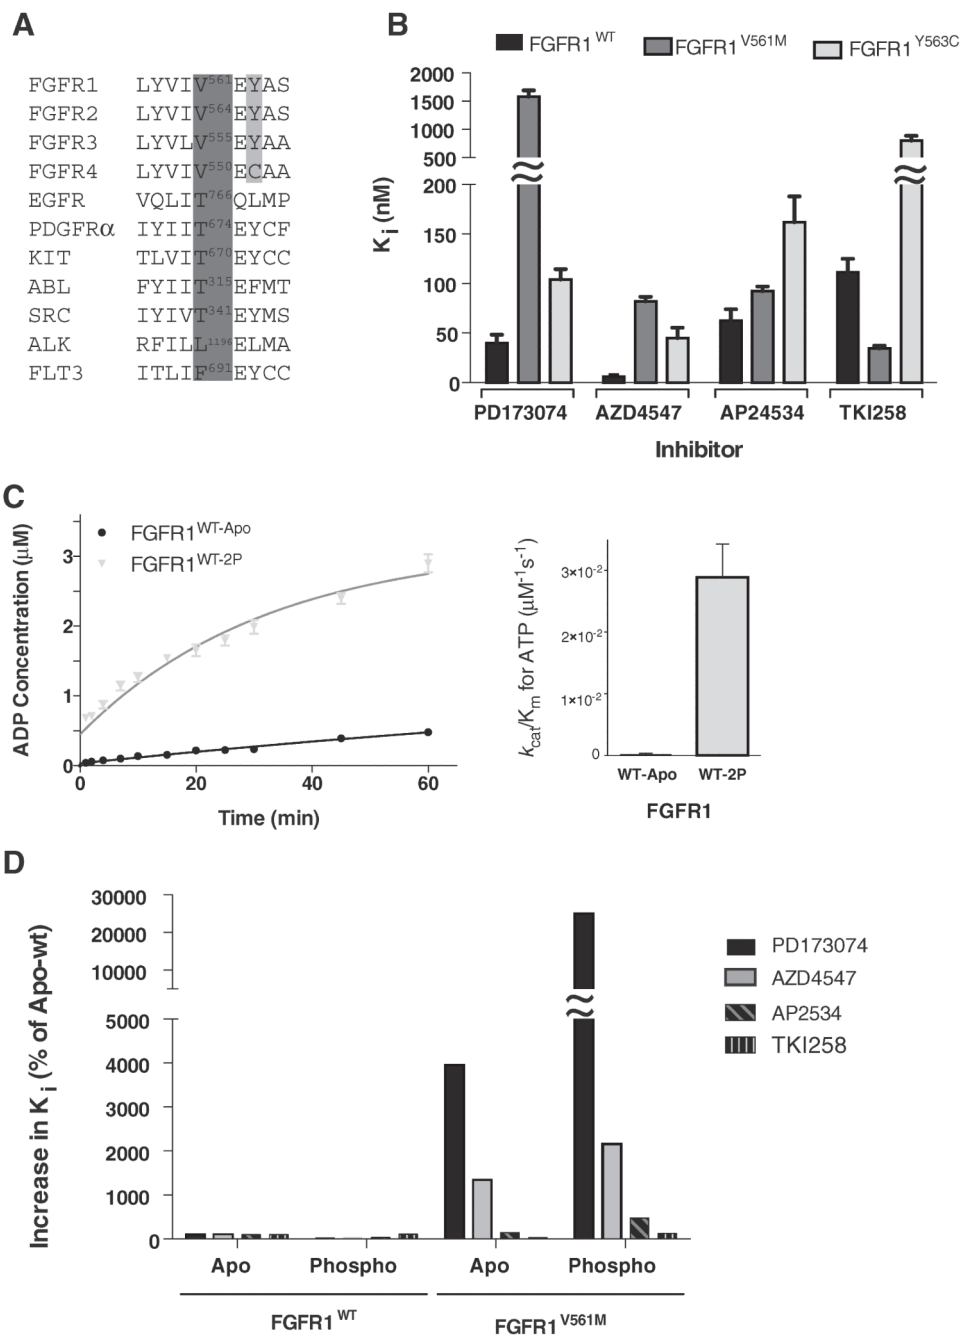 A
FGFR1 LYVIV561EYAS
FGFR2 LYVIV564EYAS
FGFR3 LYVLV555EYAA
FGFR4 LYVIV550ECAA
EGFR VQLIT766QLMP
PDGFRα IYIIT674EYCF
KIT TLVIT670EYCC
ABL FYIIT315EFMT
SRC IYIVT341EYMS
ALK RFILL1196ELMA
FLT3 ITLIF691EYCC
B
FGFR1WT FGFR1V561M FGFR1Y563C
2000
1500
1000
500
200
150
100
50
0
Ki (nM)
PD173074 AZD4547 AP24534 TKI258
Inhibitor
C
FGFR1WT-Apo
FGFR1WT-2P
ADP Concentration (μM)
3
2
1
0
0 20 40 60
Time (min)
kcat/Km for ATP (μM-1s-1)
3×10-2
2×10-2
1×10-2
0
WT-Apo WT-2P
FGFR1
D
Increase in Ki (% of Apo-wt)
30000
20000
10000
5000
4000
3000
2000
1000
0
PD173074
AZD4547
AP2534
TKI258
Apo Phospho Apo Phospho
FGFR1WT FGFR1V561M